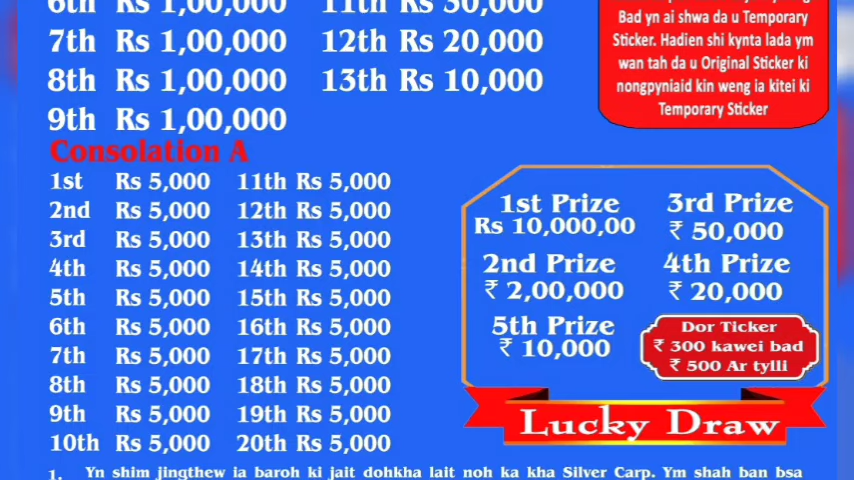 6th Rs 1,00,000 11th Rs 50,000
7th Rs 1,00,000 12th Rs 20,000
8th Rs 1,00,000 13th Rs 10,000
9th Rs 1,00,000
Bad yn ai shwa da u Temporary
Sticker. Hadien shi kynta lada ym
wan tah da u Original Sticker ki
nongpyniaid kin weng ia kitei ki
Temporary Sticker
Consolation A
1st Rs 5,000 11th Rs 5,000
2nd Rs 5,000 12th Rs 5,000
3rd Rs 5,000 13th Rs 5,000
4th Rs 5,000 14th Rs 5,000
5th Rs 5,000 15th Rs 5,000
6th Rs 5,000 16th Rs 5,000
7th Rs 5,000 17th Rs 5,000
8th Rs 5,000 18th Rs 5,000
9th Rs 5,000 19th Rs 5,000
10th Rs 5,000 20th Rs 5,000
1st Prize 3rd Prize
Rs 10,000,00 ₹ 50,000
2nd Prize 4th Prize
₹ 2,00,000 ₹ 20,000
5th Prize
₹ 10,000
Dor Ticker
₹ 300 kawei bad
₹ 500 Ar tylli
Lucky Draw
1. Yn shim jingthew ia baroh ki jait dohkha lait noh ka kha Silver Carp. Ym shah ban bsa